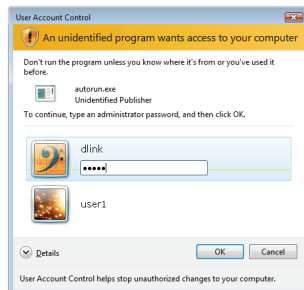 User Account Control
An unidentified program wants access to your computer
Don't run the program unless you know where it's from or you've used it
before.
autorun.exe
Unidentified Publisher
To continue, type an administrator password, and then click OK.
dlink
•••••
user1
Details
OK Cancel
User Account Control helps stop unauthorized changes to your computer.